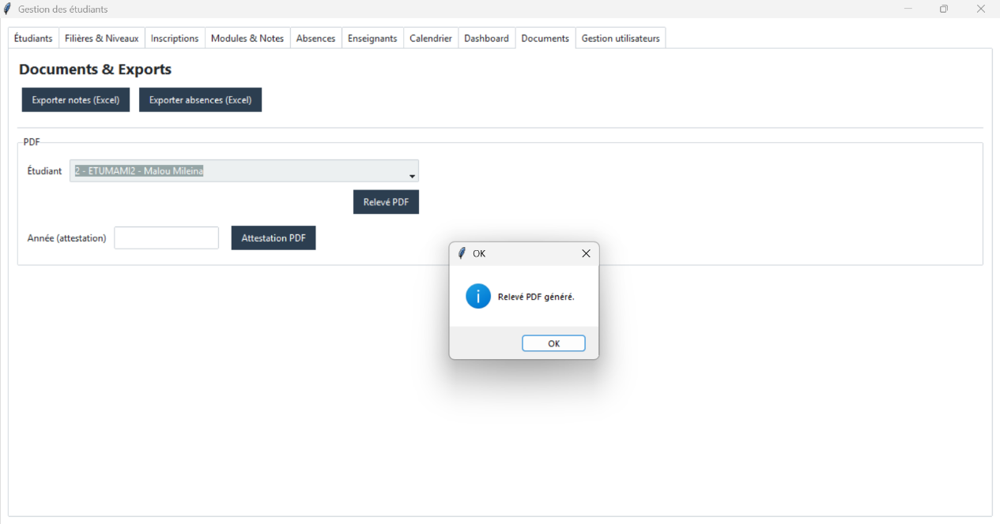 Gestion des étudiants
Étudiants Filières & Niveaux Inscriptions Modules & Notes Absences Enseignants Calendrier Dashboard Documents Gestion utilisateurs
Documents & Exports
Exporter notes (Excel) Exporter absences (Excel)
PDF
Étudiant 2 - ETUMAMI2 - Malou Mileina
Relevé PDF
Année (attestation) Attestation PDF
OK
Relevé PDF généré.
OK